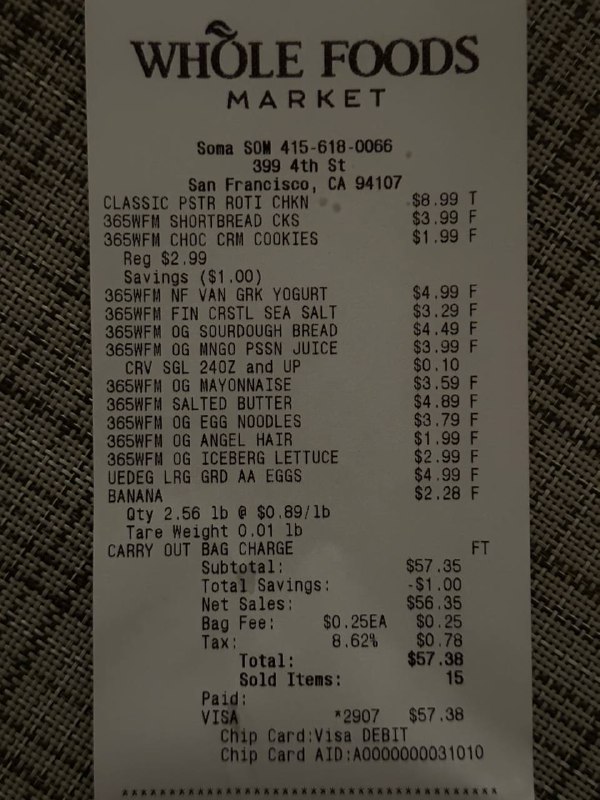 WHOLE FOODS
MARKET
Soma SOM 415-618-0066
399 4th St
San Francisco, CA 94107
CLASSIC PSTR ROTI CHKN $8.99 T
365WFM SHORTBREAD CKS $3.99 F
365WFM CHOC CRM COOKIES $1.99 F
Reg $2.99
Savings ($1.00)
365WFM NF VAN GRK YOGURT $4.99 F
365WFM FIN CRSTL SEA SALT $3.29 F
365WFM OG SOURDOUGH BREAD $4.49 F
365WFM OG MNGO PSSN JUICE $3.99 F
CRV SGL 24OZ and UP $0.10
365WFM OG MAYONNAISE $3.59 F
365WFM SALTED BUTTER $4.89 F
365WFM OG EGG NOODLES $3.79 F
365WFM OG ANGEL HAIR $1.99 F
365WFM OG ICEBERG LETTUCE $2.99 F
UEDEG LRG GRD AA EGGS $4.99 F
BANANA $2.28 F
Qty 2.56 lb @ $0.89/lb
Tare Weight 0.01 lb
CARRY OUT BAG CHARGE FT
Subtotal: $57.35
Total Savings: -$1.00
Net Sales: $56.35
Bag Fee: $0.25EA $0.25
Tax: 8.62% $0.78
Total: $57.38
Sold Items: 15
Paid:
VISA *2907 $57.38
Chip Card:Visa DEBIT
Chip Card AID:A0000000031010